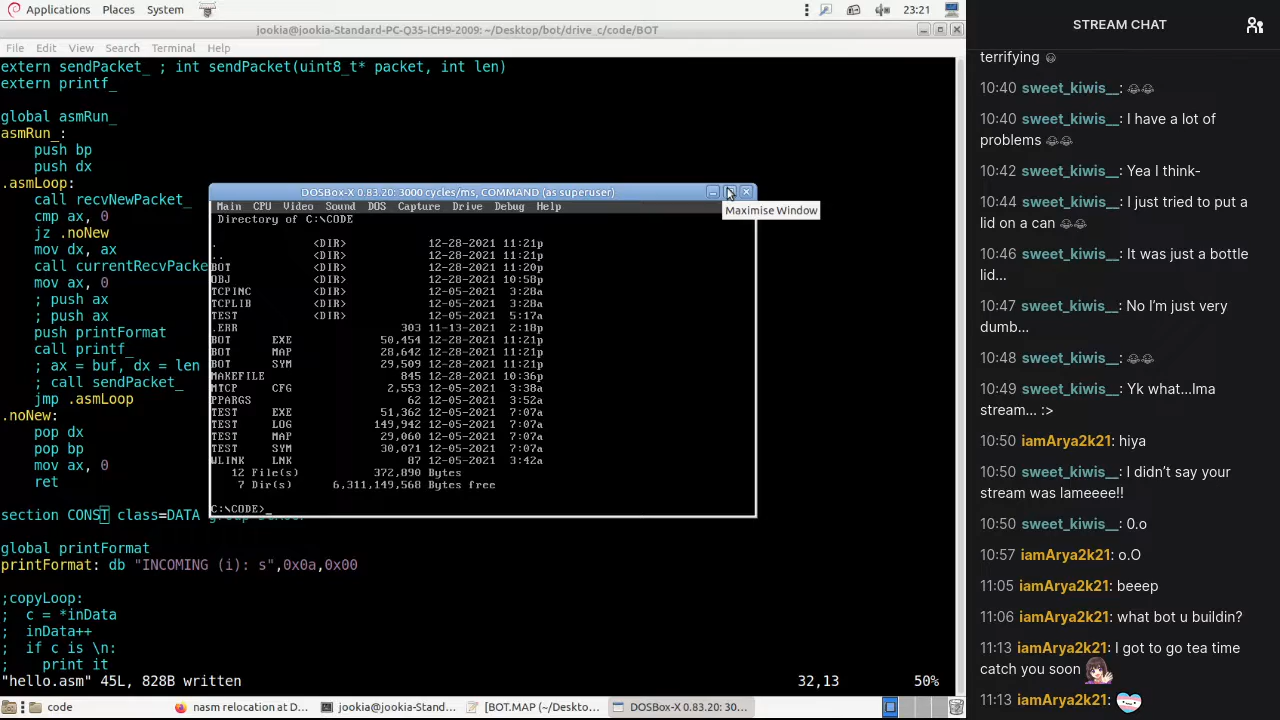 Applications Places System 23:21
jookia@jookia-Standard-PC-Q35-ICH9-2009: ~/Desktop/bot/drive_c/code/BOT
File Edit View Search Terminal Help
extern sendPacket_ ; int sendPacket(uint8_t* packet, int len)
extern printf_
global asmRun_
asmRun_:
push bp
push dx
.asmLoop:
call recvNewPacket_
cmp ax, 0
jz .noNew
mov dx, ax
call currentRecvPacke
mov ax, 0
; push ax
; push ax
push printFormat
call printf_
; ax = buf, dx = len
; call sendPacket_
jmp .asmLoop
.noNew:
pop dx
pop bp
mov ax, 0
ret
section CONST class=DATA
global printFormat
printFormat: db "INCOMING (i): s",0x0a,0x00
;copyLoop:
; c = *inData
; inData++
; if c is \n:
; print it
"hello.asm" 45L, 828B written 32,13 50%
DOSBox-X 0.83.20: 3000 cycles/ms, COMMAND (as superuser)
Main CPU Video Sound DOS Capture Drive Debug Help
Maximise Window
Directory of C:\CODE
. <DIR> 12-28-2021 11:21p
.. <DIR> 12-28-2021 11:21p
BOT <DIR> 12-28-2021 11:20p
OBJ <DIR> 12-28-2021 10:58p
TCPINC <DIR> 12-05-2021 3:28a
TCPLIB <DIR> 12-05-2021 3:28a
TEST <DIR> 12-05-2021 5:17a
.ERR 303 11-13-2021 2:18p
BOT EXE 50,454 12-28-2021 11:21p
BOT MAP 28,642 12-28-2021 11:21p
BOT SYM 29,509 12-28-2021 11:21p
MAKEFILE 845 12-05-2021 10:36p
MTCP CFG 2,553 12-05-2021 3:38a
PPARGS 62 12-05-2021 3:52a
TEST EXE 51,362 12-05-2021 7:07a
TEST LOG 149,942 12-05-2021 7:07a
TEST MAP 29,060 12-05-2021 7:07a
TEST SYM 30,071 12-05-2021 7:07a
WLINK LNK 87 12-05-2021 3:42a
12 File(s) 372,890 Bytes
7 Dir(s) 6,311,149,568 Bytes free
C:\CODE>_
code
nasm relocation at D...
jookia@jookia-Standar...
[BOT.MAP (~/Deskto...
DOSBox-X 0.83.20: 30...
STREAM CHAT
terrifying
10:40 sweet_kiwis__: 😂😂
10:40 sweet_kiwis__: I have a lot of
problems 😂😂
10:42 sweet_kiwis__: Yea I think-
10:44 sweet_kiwis__: I just tried to put a
lid on a can 😂😂
10:46 sweet_kiwis__: It was just a bottle
lid...
10:47 sweet_kiwis__: No I'm just very
dumb...
10:48 sweet_kiwis__: 😂😂
10:49 sweet_kiwis__: Yk what...lma
stream... :>
10:50 iamArya2k21: hiya
10:50 sweet_kiwis__: I didn't say your
stream was lameeee!!
10:50 sweet_kiwis__: 0.o
10:57 iamArya2k21: o.O
11:05 iamArya2k21: beeep
11:06 iamArya2k21: what bot u buildin?
11:13 iamArya2k21: I got to go tea time
catch you soon
11:13 iamArya2k21: